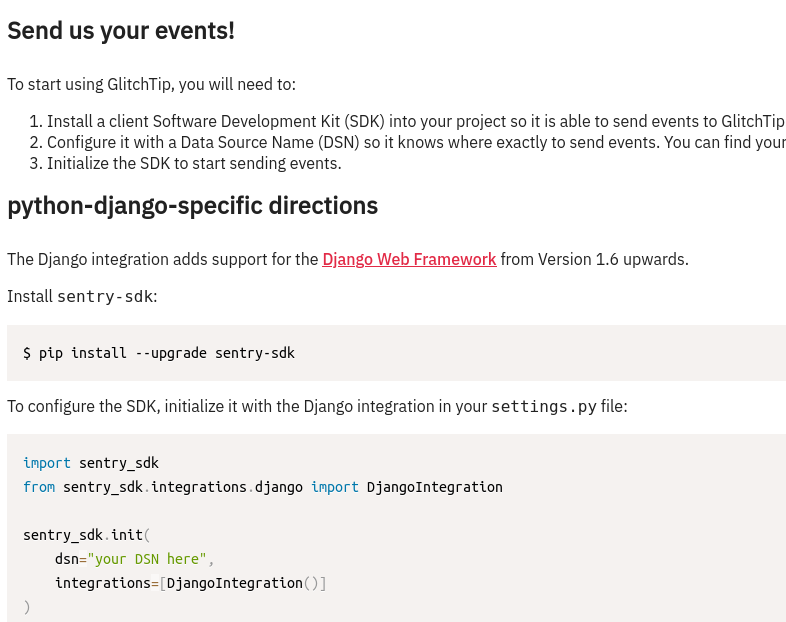 Send us your events!
To start using GlitchTip, you will need to:
1. Install a client Software Development Kit (SDK) into your project so it is able to send events to GlitchTip
2. Configure it with a Data Source Name (DSN) so it knows where exactly to send events. You can find your
3. Initialize the SDK to start sending events.
python-django-specific directions
The Django integration adds support for the Django Web Framework from Version 1.6 upwards.
Install sentry-sdk:
$ pip install --upgrade sentry-sdk
To configure the SDK, initialize it with the Django integration in your settings.py file:
import sentry_sdk
from sentry_sdk.integrations.django import DjangoIntegration
sentry_sdk.init(
    dsn="your DSN here",
    integrations=[DjangoIntegration()]
)